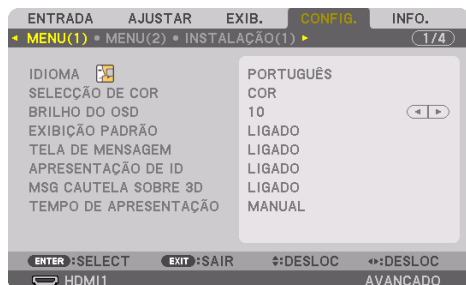 ENTRADA AJUSTAR EXIB. CONFIG. INFO.
MENU(1) • MENU(2) • INSTALAÇÃO(1) 1/4
IDIOMA PORTUGUÊS
SELECÇÃO DE COR COR
BRILHO DO OSD 10
EXIBIÇÃO PADRÃO LIGADO
TELA DE MENSAGEM LIGADO
APRESENTAÇÃO DE ID LIGADO
MSG CAUTELA SOBRE 3D LIGADO
TEMPO DE APRESENTAÇÃO MANUAL
ENTER :SELECT EXIT :SAIR :DESLOC :DESLOC
HDMI1 AVANÇADO